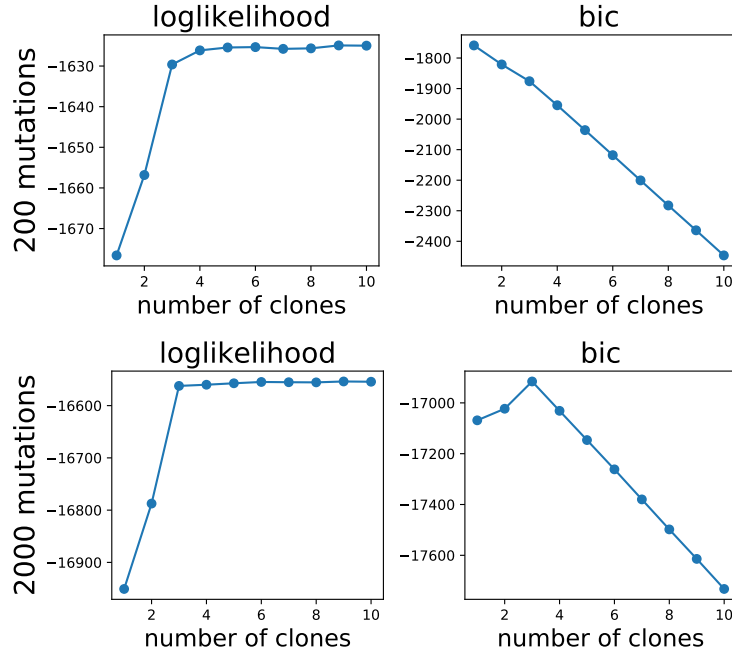 loglikelihood
bic
200 mutations
−1630
−1640
−1650
−1660
−1670
2 4 6 8 10
number of clones
−1800
−1900
−2000
−2100
−2200
−2300
−2400
2 4 6 8 10
number of clones
loglikelihood
bic
2000 mutations
−16600
−16700
−16800
−16900
2 4 6 8 10
number of clones
−17000
−17200
−17400
−17600
2 4 6 8 10
number of clones